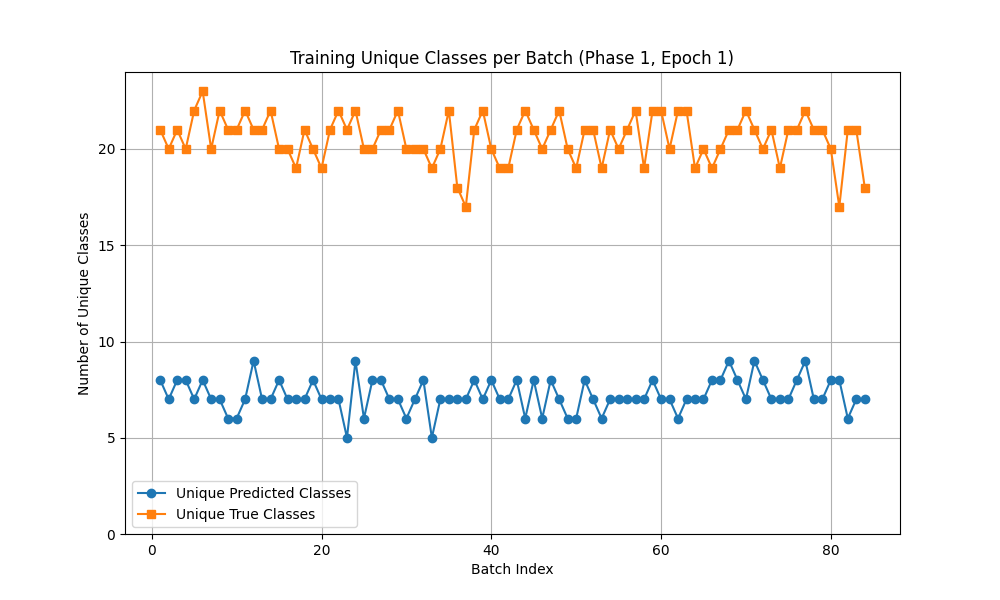 Training Unique Classes per Batch (Phase 1, Epoch 1)
Number of Unique Classes
20
15
10
5
0
Unique Predicted Classes
Unique True Classes
0 20 40 60 80
Batch Index